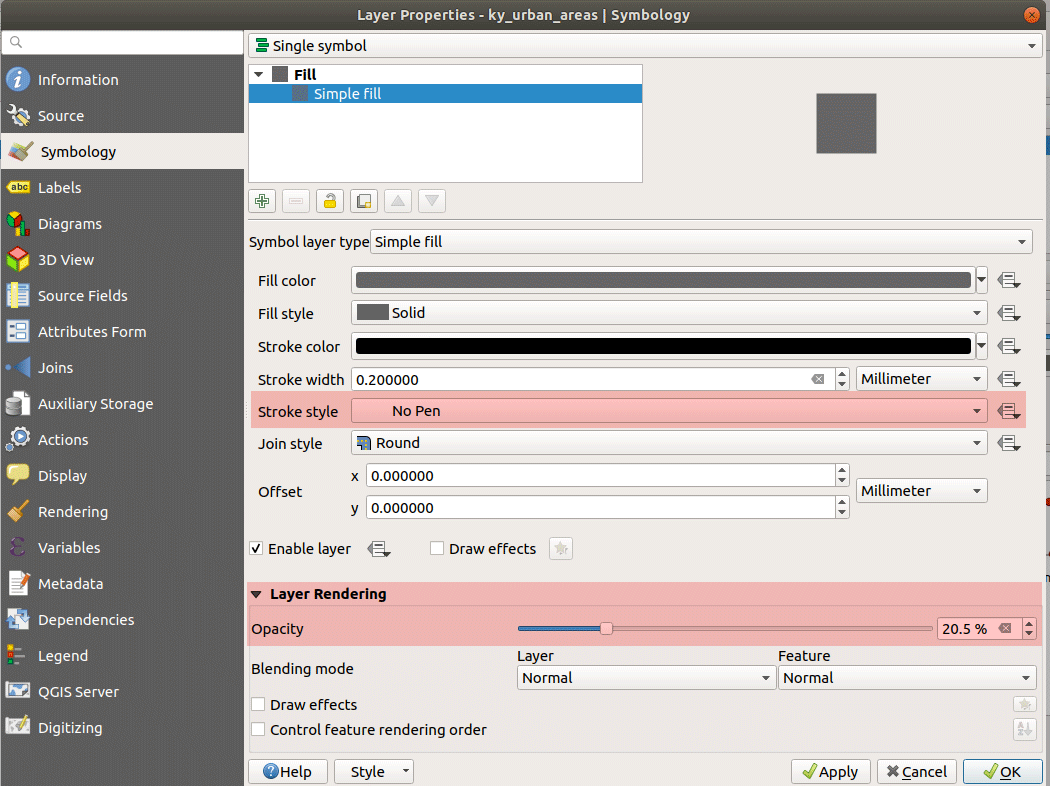 Layer Properties - ky_urban_areas | Symbology
Single symbol
Information
Source
Symbology
Labels
Diagrams
3D View
Source Fields
Attributes Form
Joins
Auxiliary Storage
Actions
Display
Rendering
Variables
Metadata
Dependencies
Legend
QGIS Server
Digitizing
abc
Fill
Simple fill
Symbol layer type Simple fill
Fill color
Fill style Solid
Stroke color
Stroke width 0.200000 Millimeter
Stroke style No Pen
Join style Round
Offset x 0.000000 Millimeter
y 0.000000
Enable layer Draw effects
Layer Rendering
Opacity 20.5 %
Blending mode Layer Feature
Normal Normal
Draw effects
Control feature rendering order
Help Style Apply Cancel OK